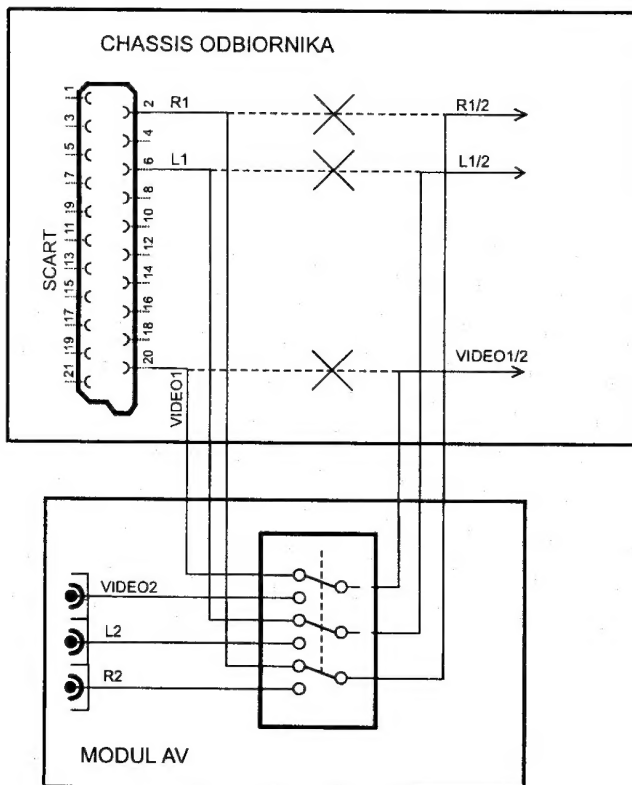 CHASSIS ODBIORNIKA
SCART
1
3
5
7
9
11
13
15
17
19
21
2
4
6
8
10
12
14
16
18
20
R1
R1/2
L1
L1/2
VIDEO1
VIDEO1/2
VIDEO2
L2
R2
MODUL AV